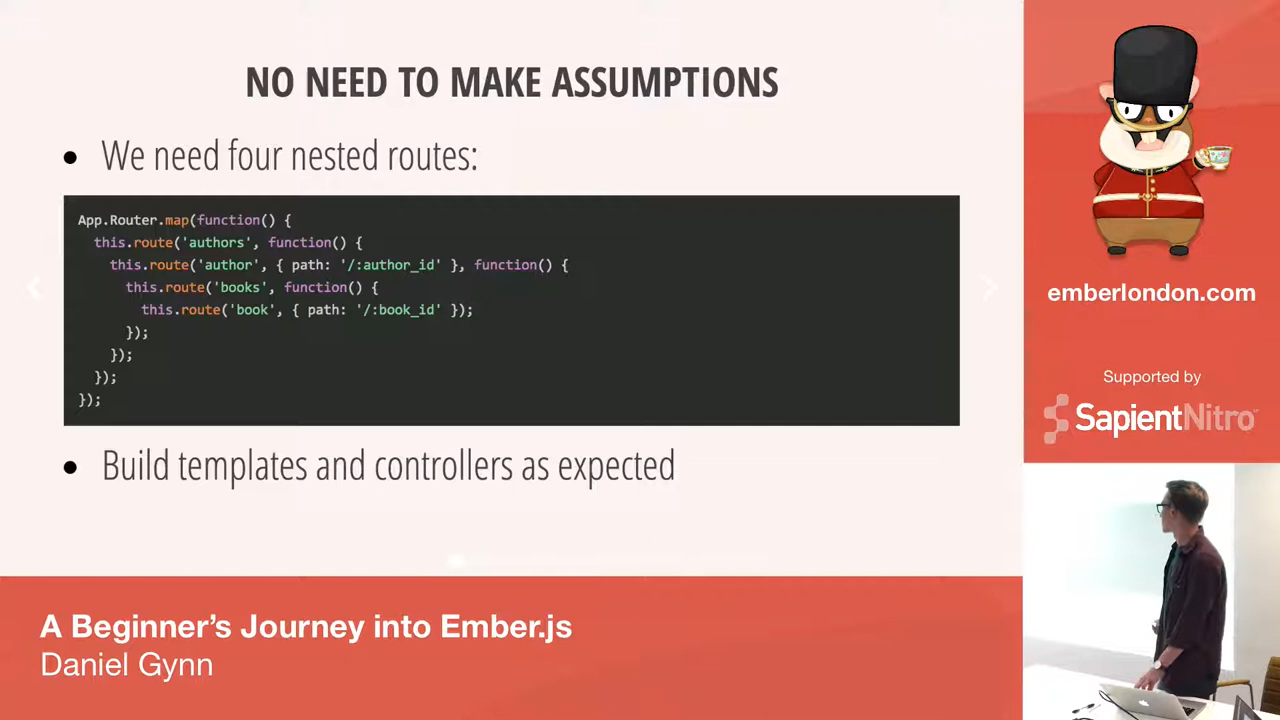 NO NEED TO MAKE ASSUMPTIONS
• We need four nested routes:
App.Router.map(function() {
  this.route('authors', function() {
    this.route('author', { path: '/:author_id' }, function() {
      this.route('books', function() {
        this.route('book', { path: '/:book_id' });
      });
    });
  });
});
• Build templates and controllers as expected
A Beginner's Journey into Ember.js
Daniel Gynn
emberlondon.com
Supported by
SapientNitro